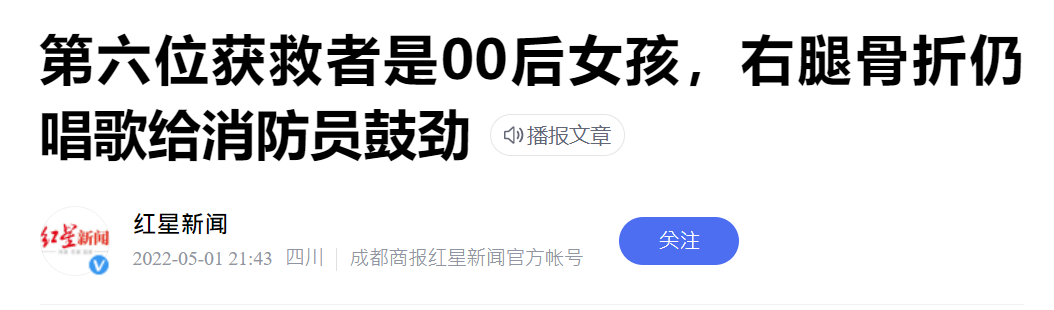 第六位获救者是00后女孩，右腿骨折仍
唱歌给消防员鼓劲 播报文章
红星新闻
红星新闻
2022-05-01 21:43 四川 成都商报红星新闻官方帐号
关注